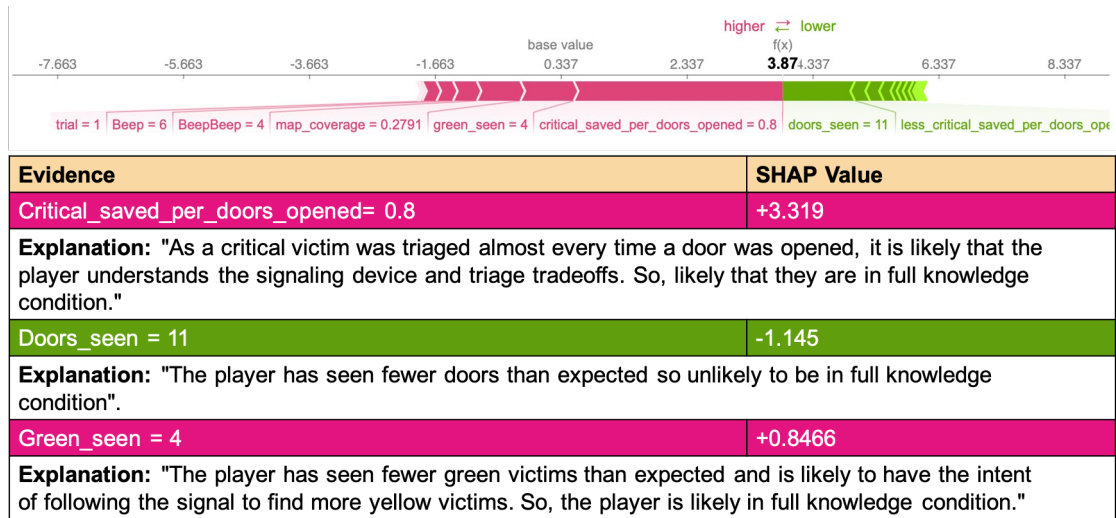 higher ⇄ lower
base value f(x)
-7.663 -5.663 -3.663 -1.663 0.337 2.337 3.87 4.337 6.337 8.337
trial = 1 Beep = 6 BeepBeep = 4 map_coverage = 0.2791 green_seen = 4 critical_saved_per_doors_opened = 0.8 doors_seen = 11 less_critical_saved_per_doors_ope
Evidence SHAP Value
Critical_saved_per_doors_opened= 0.8 +3.319
Explanation: "As a critical victim was triaged almost every time a door was opened, it is likely that the
player understands the signaling device and triage tradeoffs. So, likely that they are in full knowledge
condition."
Doors_seen = 11 -1.145
Explanation: "The player has seen fewer doors than expected so unlikely to be in full knowledge
condition".
Green_seen = 4 +0.8466
Explanation: "The player has seen fewer green victims than expected and is likely to have the intent
of following the signal to find more yellow victims. So, the player is likely in full knowledge condition."